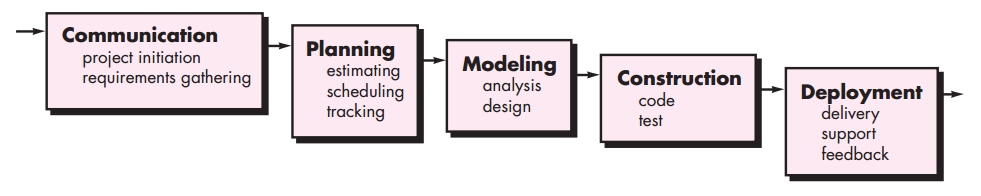 Communication
project initiation
requirements gathering
Planning
estimating
scheduling
tracking
Modeling
analysis
design
Construction
code
test
Deployment
delivery
support
feedback